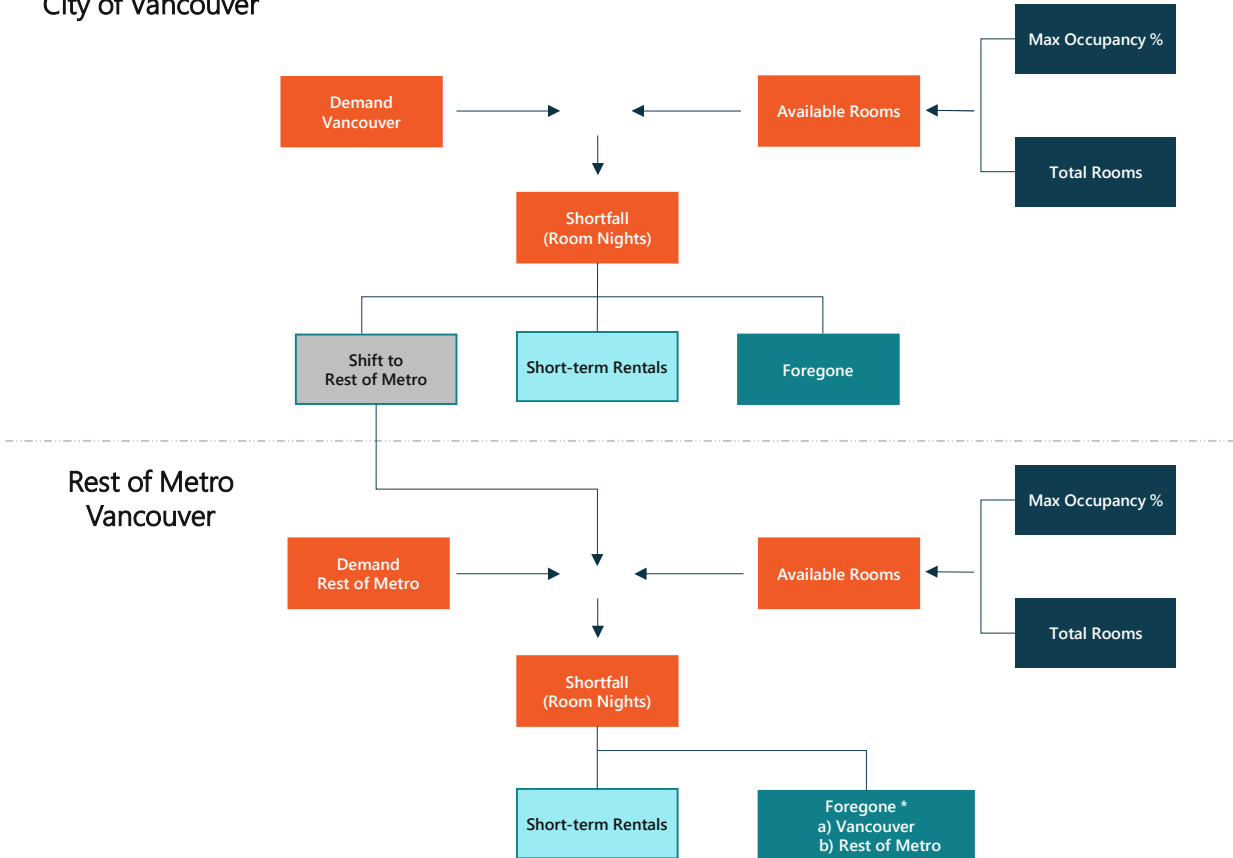 City of Vancouver
Max Occupancy %
Demand
Vancouver
Available Rooms
Total Rooms
Shortfall
(Room Nights)
Shift to
Rest of Metro
Short-term Rentals
Foregone
Rest of Metro
Vancouver
Max Occupancy %
Demand
Rest of Metro
Available Rooms
Total Rooms
Shortfall
(Room Nights)
Short-term Rentals
Foregone *
a) Vancouver
b) Rest of Metro